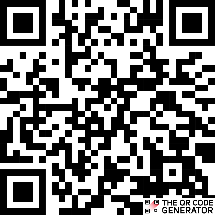 THE QR CODE
GENERATOR